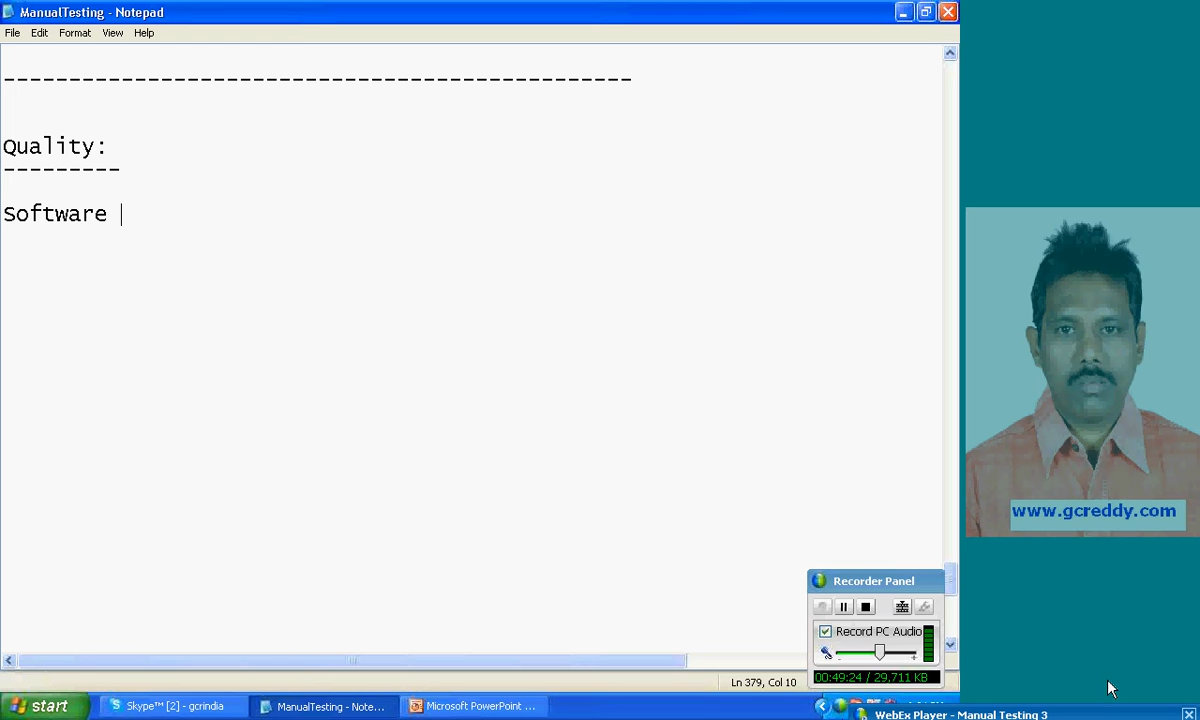 ManualTesting - Notepad
File Edit Format View Help
------------------------------------------------
Quality:
---------
Software
www.gcreddy.com
Recorder Panel
Record PC Audio
- +
00:49:24 / 29,711 KB
Ln 379, Col 10
start
Skype™ [2] - gcrindia
ManualTesting - Note...
Microsoft PowerPoint ...
WebEx Player - Manual Testing 3